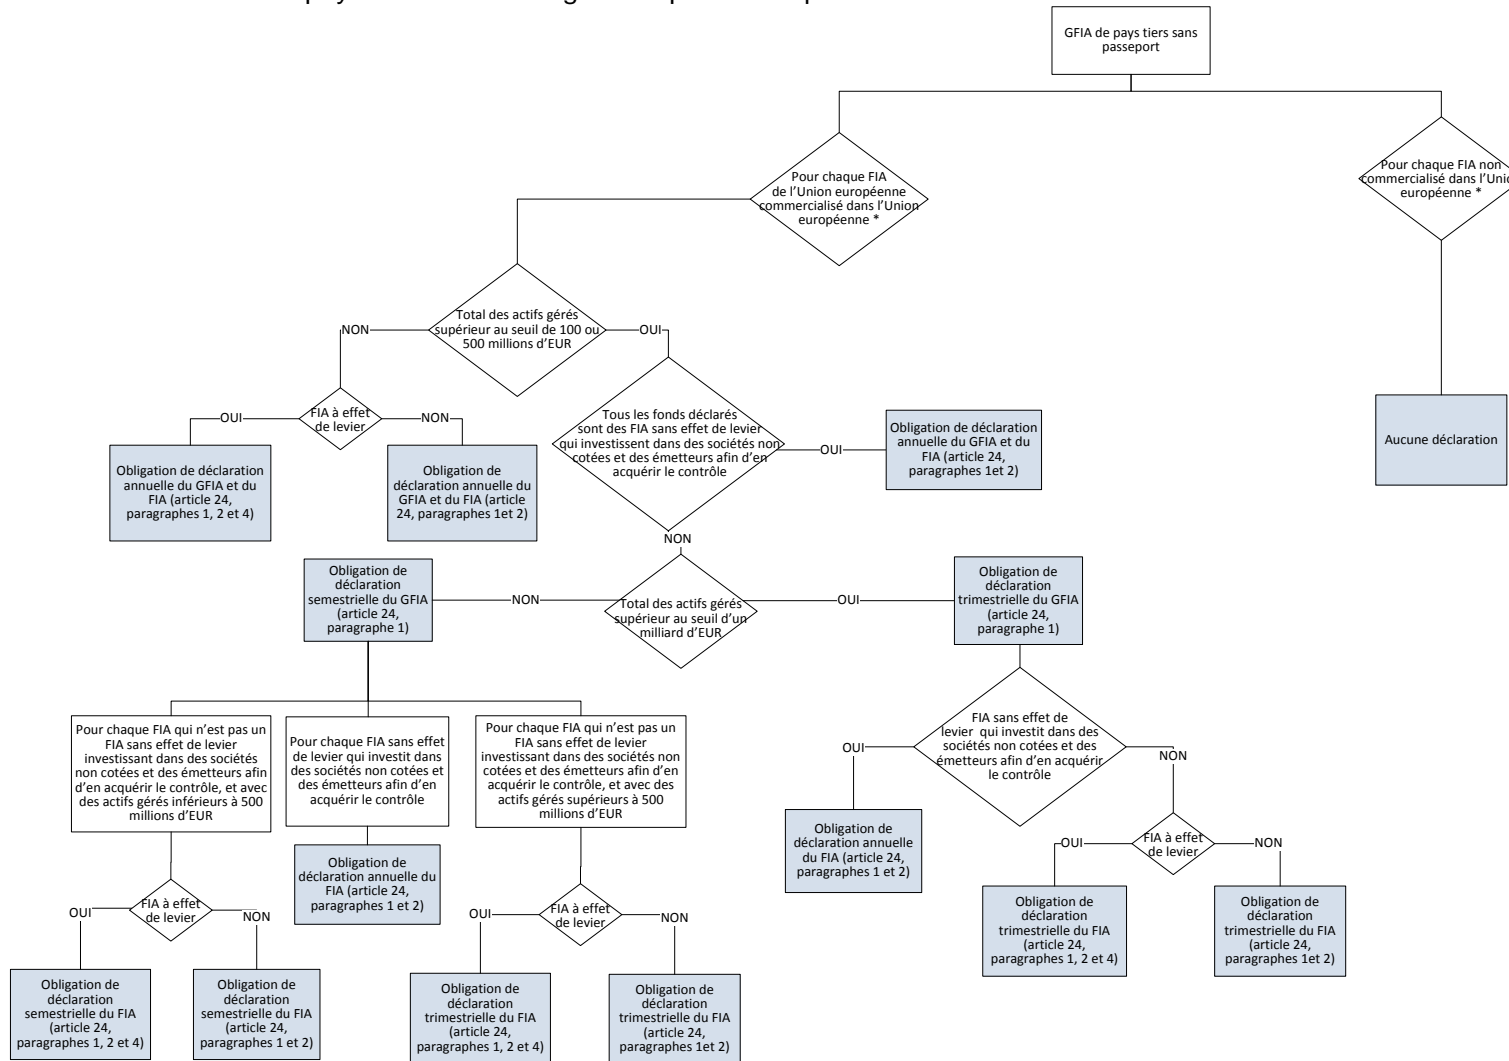 GFIA de pays tiers sans
passeport
Pour chaque FIA
de l’Union européenne
commercialisé dans l’Union
européenne *
Pour chaque FIA non
commercialisé dans l’Unio
européenne *
Total des actifs gérés
supérieur au seuil de 100 ou
500 millions d’EUR
NON
OUI
FIA à effet
de levier
OUI
NON
Tous les fonds déclarés
sont des FIA sans effet de levier
qui investissent dans des sociétés non
cotées et des émetteurs afin d’en
acquérir le contrôle
OUI
Obligation de déclaration
annuelle du GFIA et du
FIA (article 24,
paragraphes 1et 2)
Aucune déclaration
Obligation de déclaration
annuelle du GFIA et du
FIA (article 24,
paragraphes 1, 2 et 4)
Obligation de
déclaration annuelle du
GFIA et du FIA (article
24, paragraphes 1et 2)
NON
Obligation de
déclaration
semestrielle du GFIA
(article 24,
paragraphe 1)
NON
Total des actifs gérés
supérieur au seuil d’un
milliard d’EUR
OUI
Obligation de
déclaration
trimestrielle du GFIA
(article 24,
paragraphe 1)
Pour chaque FIA qui n’est pas un
FIA sans effet de levier
investissant dans des sociétés
non cotées et des émetteurs afin
d’en acquérir le contrôle, et avec
des actifs gérés inférieurs à 500
millions d’EUR
Pour chaque FIA sans effet
de levier qui investit dans
des sociétés non cotées et
des émetteurs afin d’en
acquérir le contrôle
Pour chaque FIA qui n’est pas un
FIA sans effet de levier
investissant dans des sociétés non
cotées et des émetteurs afin d’en
acquérir le contrôle, et avec des
actifs gérés supérieurs à 500
millions d’EUR
FIA sans effet de
levier qui investit dans des
sociétés non cotées et des
émetteurs afin d’en acquérir
le contrôle
OUI
NON
Obligation de
déclaration annuelle
du FIA (article 24,
paragraphes 1 et 2)
FIA à effet
de levier
OUI
NON
Obligation de
déclaration annuelle du
FIA (article 24,
paragraphes 1 et 2)
FIA à effet
de levier
OUI
NON
FIA à effet
de levier
OUI
NON
Obligation de
déclaration
trimestrielle du FIA
(article 24,
paragraphes 1, 2 et 4)
Obligation de
déclaration
trimestrielle du FIA
(article 24,
paragraphes 1et 2)
Obligation de
déclaration
semestrielle du FIA
(article 24,
paragraphes 1, 2 et 4)
Obligation de
déclaration
semestrielle du FIA
(article 24,
paragraphes 1 et 2)
Obligation de
déclaration
trimestrielle du FIA
(article 24,
paragraphes 1, 2 et 4)
Obligation de
déclaration
trimestrielle du FIA
(article 24,
paragraphes 1et 2)